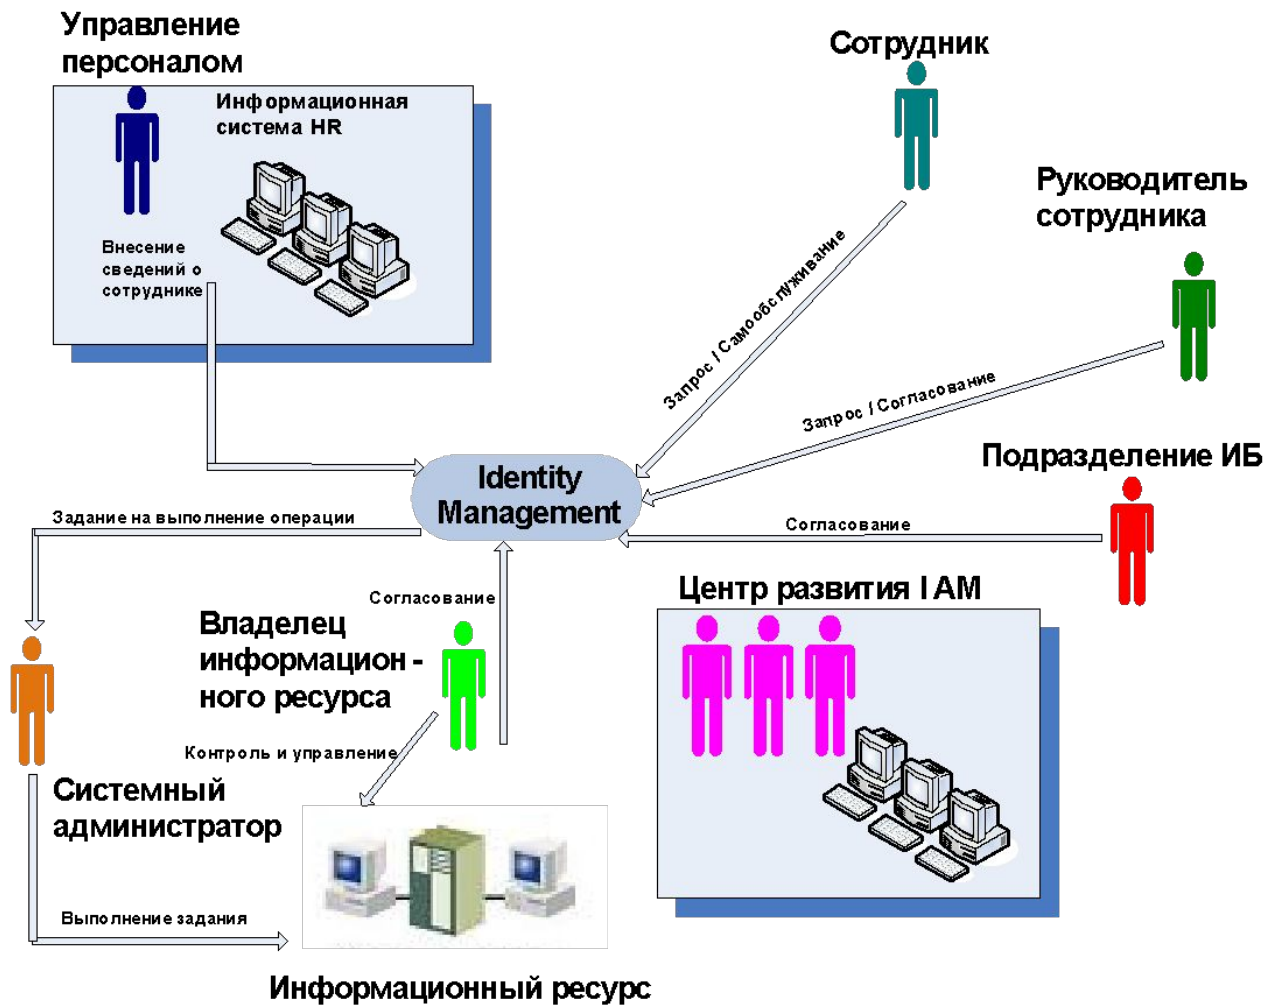 Управление
персоналом
Информационная
система HR
Внесение
сведений о
сотруднике
Сотрудник
Руководитель
сотрудника
Запрос / Самообслуживание
Запрос / Согласование
Подразделение ИБ
Identity
Management
Согласование
Задание на выполнение операции
Центр развития IAM
Согласование
Владелец
информацион -
ного ресурса
Контроль и управление
Системный
администратор
Выполнение задания
Информационный ресурс